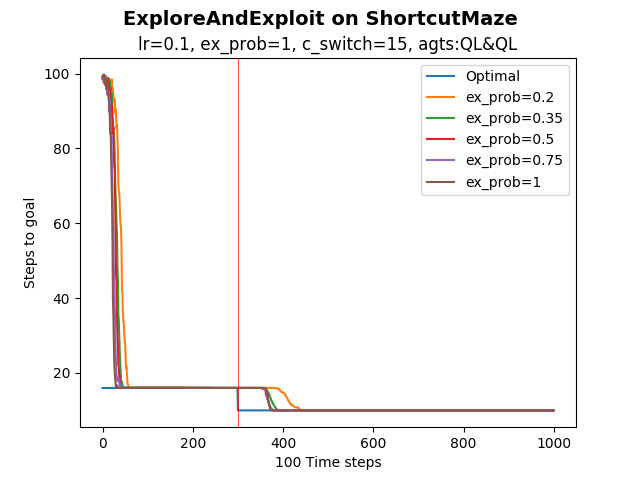 ExploreAndExploit on ShortcutMaze
lr=0.1, ex_prob=1, c_switch=15, agts:QL&QL
Steps to goal
100
80
60
40
20
Optimal
ex_prob=0.2
ex_prob=0.35
ex_prob=0.5
ex_prob=0.75
ex_prob=1
0
200
400
600
800
1000
100 Time steps